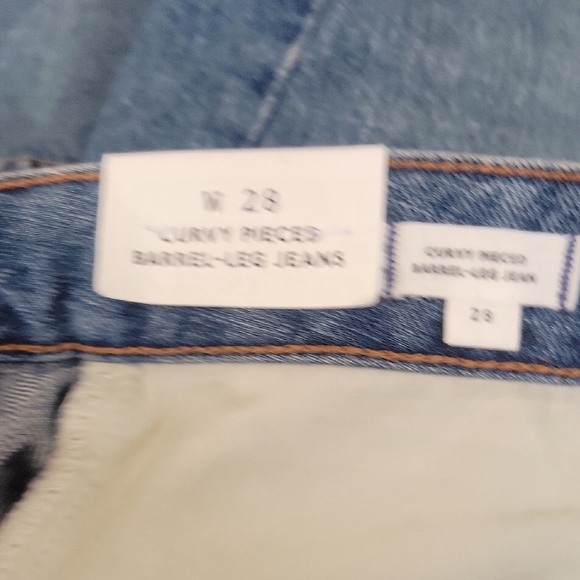 W 28
CURVY PIECED
BARREL-LEG JEANS
CURVY PIECED
BARREL-LEG JEAN
28